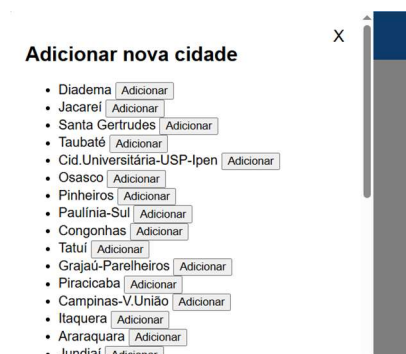 X
Adicionar nova cidade
Diadema Adicionar
Jacareí Adicionar
Santa Gertrudes Adicionar
Taubaté Adicionar
Cid.Universitária-USP-Ipen Adicionar
Osasco Adicionar
Pinheiros Adicionar
Paulínia-Sul Adicionar
Congonhas Adicionar
Tatuí Adicionar
Grajaú-Parelheiros Adicionar
Piracicaba Adicionar
Campinas-V.União Adicionar
Itaquera Adicionar
Araraquara Adicionar
Jundiaí Adicionar